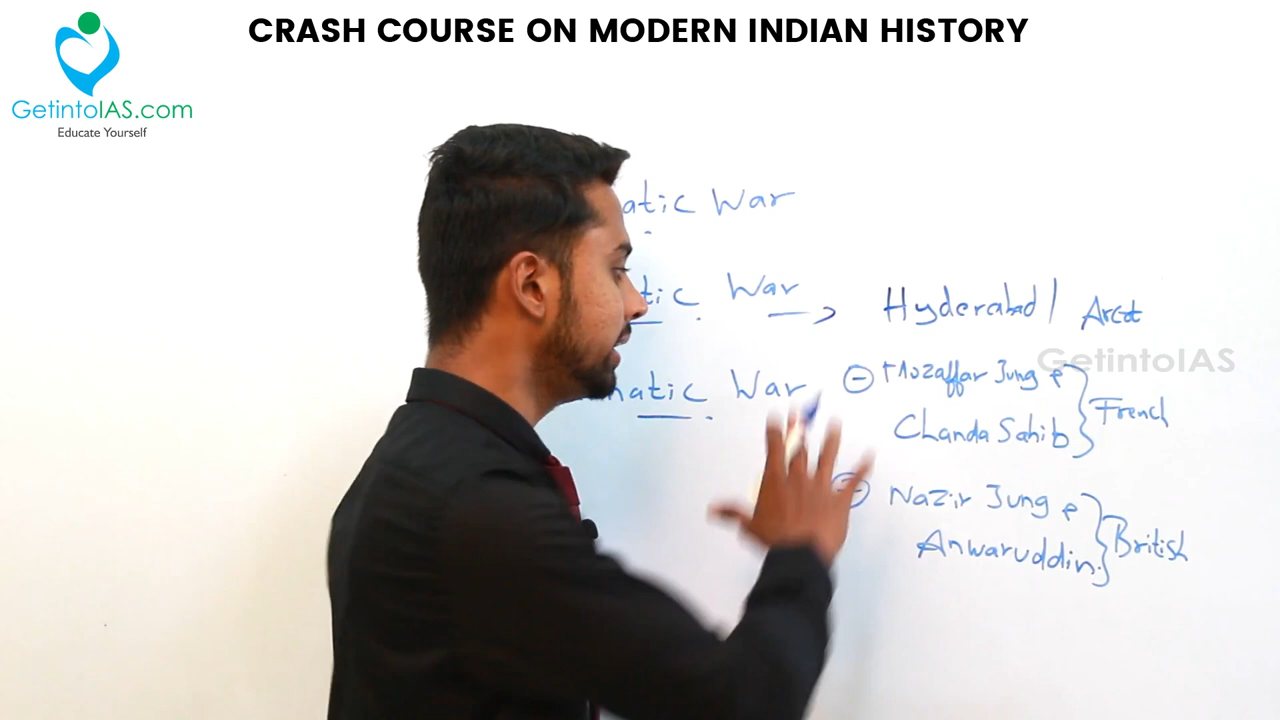 CRASH COURSE ON MODERN INDIAN HISTORY
GetintoIAS.com
Educate Yourself
atic War
tic War → Hyderabad / Arcot
GetintoIAS
Mozaffar Jung &
Chanda Sahib } French
matic War
Nazir Jung &
Anwaruddin } British